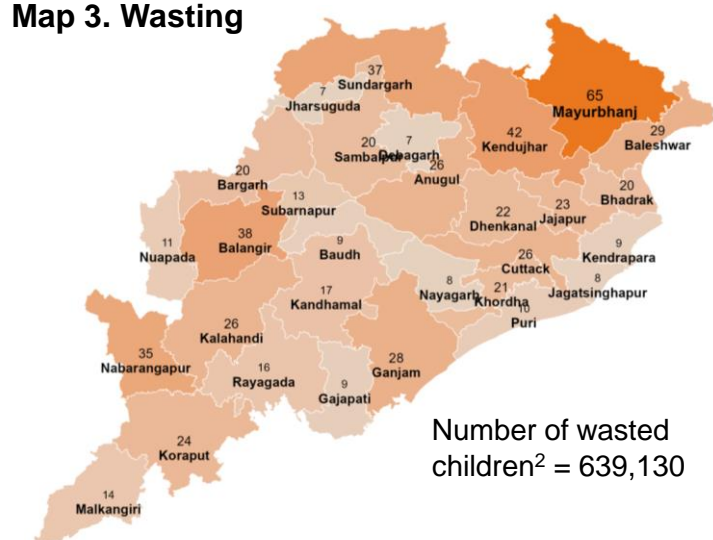 Map 3. Wasting
37
Sundargarh
7
Jharsuguda
65
Mayurbhanj
42
Kendujhar
29
Baleshwar
20
Sambalpur
7
Debagarh
26
Anugul
20
Bargarh
13
Subarnapur
20
Bhadrak
23
Jajapur
22
Dhenkanal
11
Nuapada
38
Balangir
9
Baudh
9
Kendrapara
26
Cuttack
8
Jagatsinghapur
8
Nayagarh
21
Khordha
10
Puri
17
Kandhamal
26
Kalahandi
35
Nabarangapur
16
Rayagada
9
Gajapati
28
Ganjam
24
Koraput
14
Malkangiri
Number of wasted
children² = 639,130